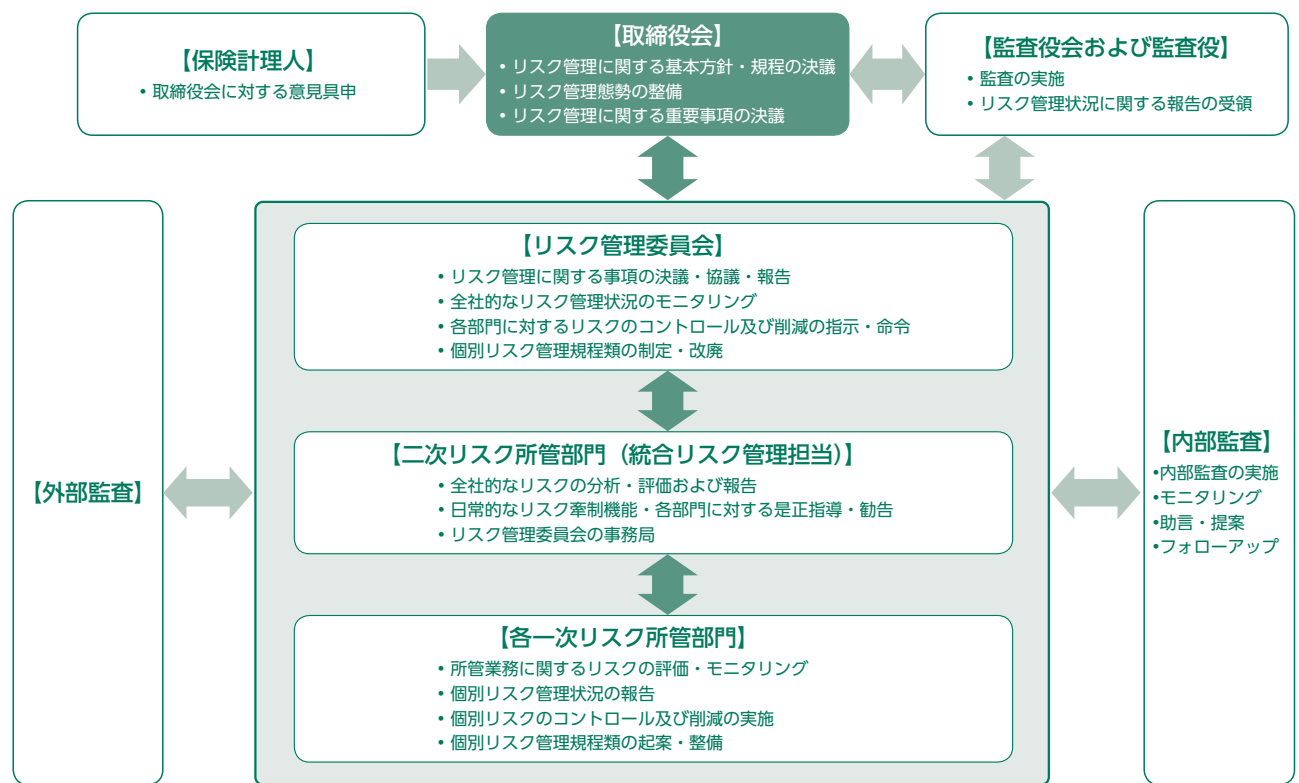 【保険計理人】
• 取締役会に対する意見具申
【取締役会】
• リスク管理に関する基本方針・規程の決議
• リスク管理態勢の整備
• リスク管理に関する重要事項の決議
【監査役会および監査役】
• 監査の実施
• リスク管理状況に関する報告の受領
【外部監査】
【リスク管理委員会】
• リスク管理に関する事項の決議・協議・報告
• 全社的なリスク管理状況のモニタリング
• 各部門に対するリスクのコントロール及び削減の指示・命令
• 個別リスク管理規程類の制定・改廃
【二次リスク所管部門（統合リスク管理担当）】
• 全社的なリスクの分析・評価および報告
• 日常的なリスク牽制機能・各部門に対する是正指導・勧告
• リスク管理委員会の事務局
【各一次リスク所管部門】
• 所管業務に関するリスクの評価・モニタリング
• 個別リスク管理状況の報告
• 個別リスクのコントロール及び削減の実施
• 個別リスク管理規程類の起案・整備
【内部監査】
•内部監査の実施
•モニタリング
•助言・提案
•フォローアップ